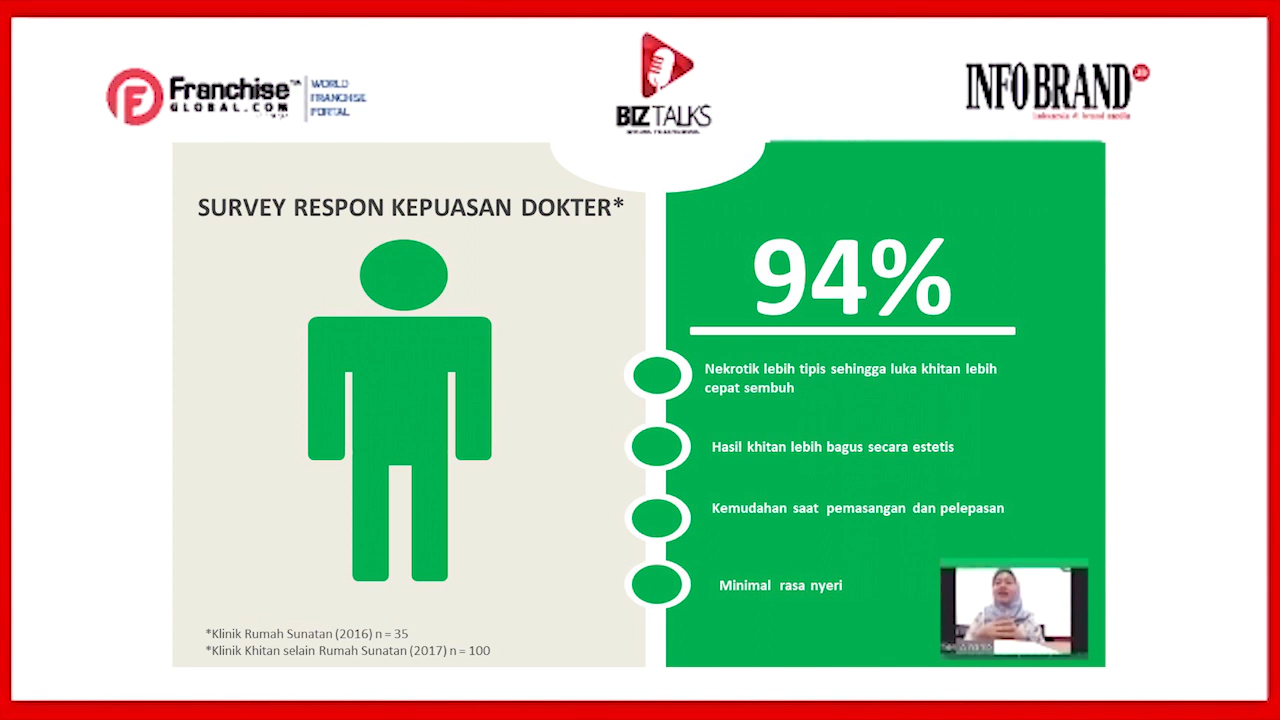 Franchise
GLOBAL.COM
WORLD
FRANCHISE
PORTAL
BIZTALKS
INFOBRAND
SURVEY RESPON KEPUASAN DOKTER*
94%
Nekrotik lebih tipis sehingga luka khitan lebih
cepat sembuh
Hasil khitan lebih bagus secara estetis
Kemudahan saat pemasangan dan pelepasan
Minimal rasa nyeri
*Klinik Rumah Sunatan (2016) n = 35
*Klinik Khitan selain Rumah Sunatan (2017) n = 100